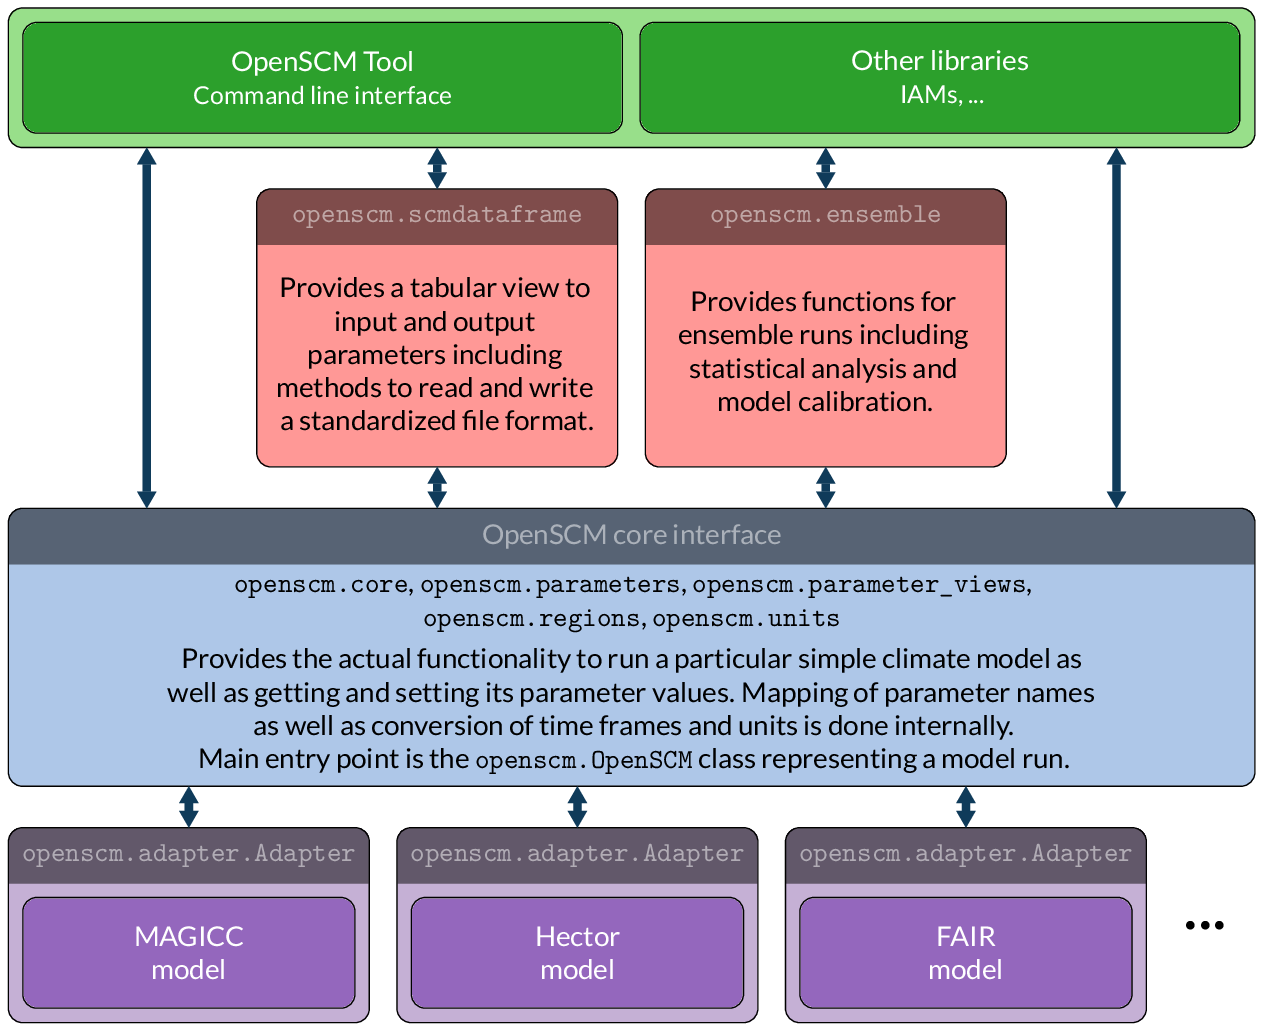 OpenSCM Tool
Command line interface
Other libraries
IAMs, ...
openscm.scmdataframe
Provides a tabular view to
input and output
parameters including
methods to read and write
a standardized file format.
openscm.ensemble
Provides functions for
ensemble runs including
statistical analysis and
model calibration.
OpenSCM core interface
openscm.core, openscm.parameters, openscm.parameter_views,
openscm.regions, openscm.units
Provides the actual functionality to run a particular simple climate model as
well as getting and setting its parameter values. Mapping of parameter names
as well as conversion of time frames and units is done internally.
Main entry point is the openscm.OpenSCM class representing a model run.
openscm.adapter.Adapter
MAGICC
model
openscm.adapter.Adapter
Hector
model
openscm.adapter.Adapter
FAIR
model
...